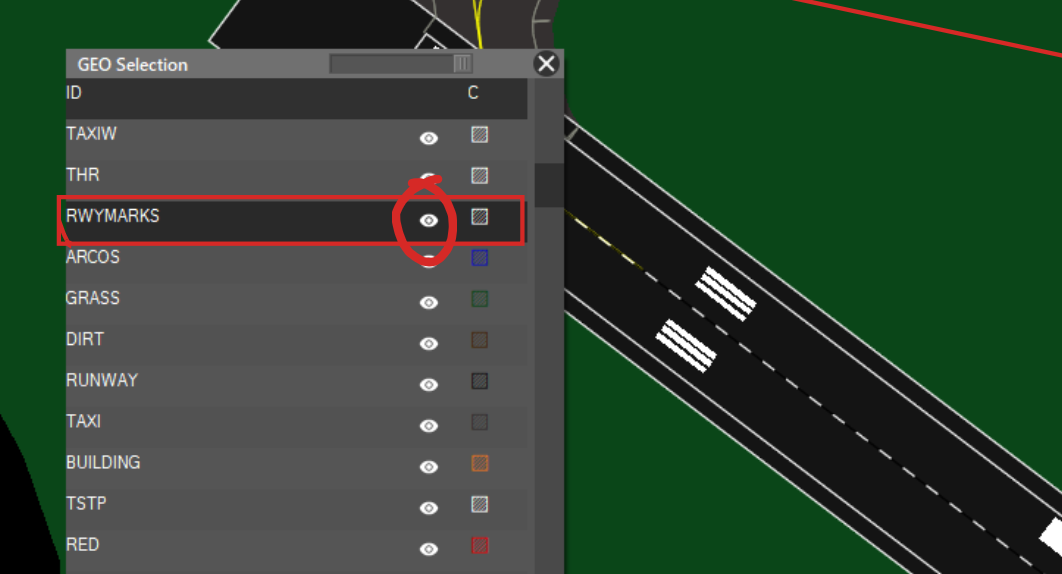 GEO Selection
ID C
TAXIW
THR
RWYMARKS
ARCOS
GRASS
DIRT
RUNWAY
TAXI
BUILDING
TSTP
RED